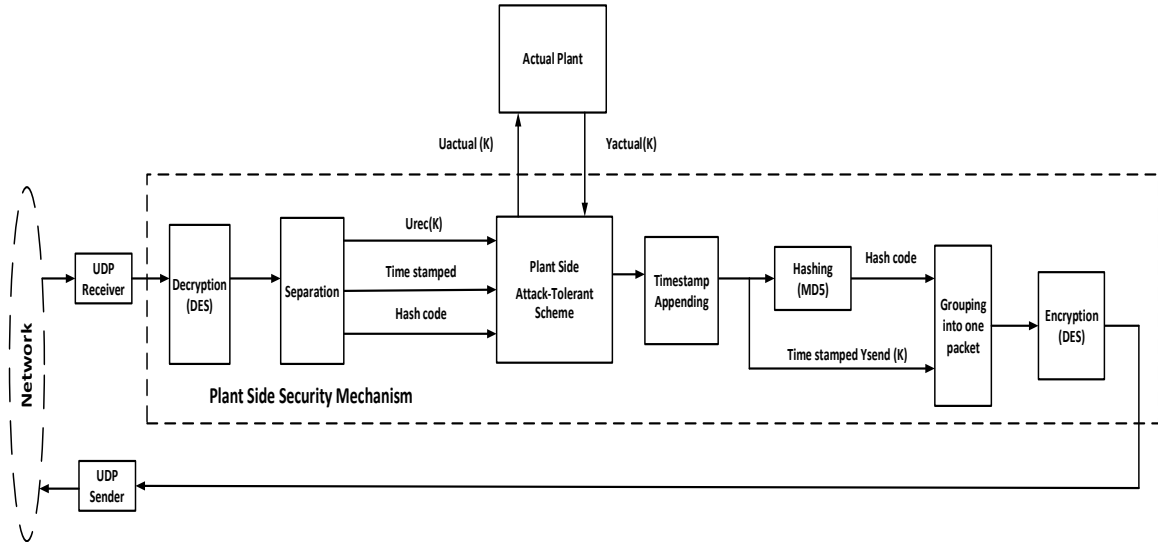 Actual Plant
Uactual (K)
Yactual(K)
Network
UDP
Receiver
Decryption
(DES)
Separation
Urec(K)
Time stamped
Hash code
Plant Side
Attack-Tolerant
Scheme
Timestamp
Appending
Hashing
(MD5)
Hash code
Time stamped Ysend (K)
Grouping
into one
packet
Encryption
(DES)
Plant Side Security Mechanism
UDP
Sender